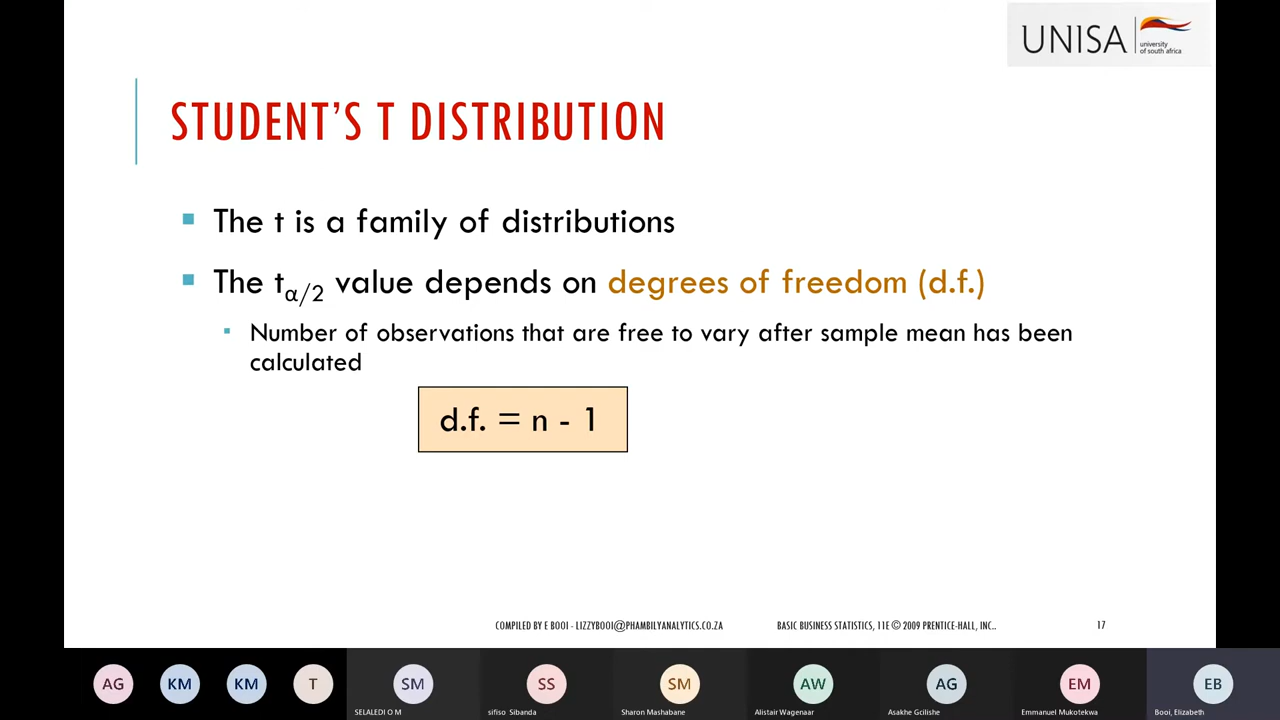 UNISA
university
of south africa
STUDENT’S T DISTRIBUTION
The t is a family of distributions
The tα/2 value depends on degrees of freedom (d.f.)
Number of observations that are free to vary after sample mean has been
calculated
d.f. = n - 1
COMPILED BY E BOOI - LIZZYBOOI@PHAMBILYANALYTICS.CO.ZA BASIC BUSINESS STATISTICS, 11E © 2009 PRENTICE-HALL, INC.. 17
AG KM KM T SM SS SM AW AG EM EB
SELALEDI O M sifiso Sibanda Sharon Mashabane Alistair Wagenaar Asakhe Gcilishe Emmanuel Mukotekwa Booi, Elizabeth